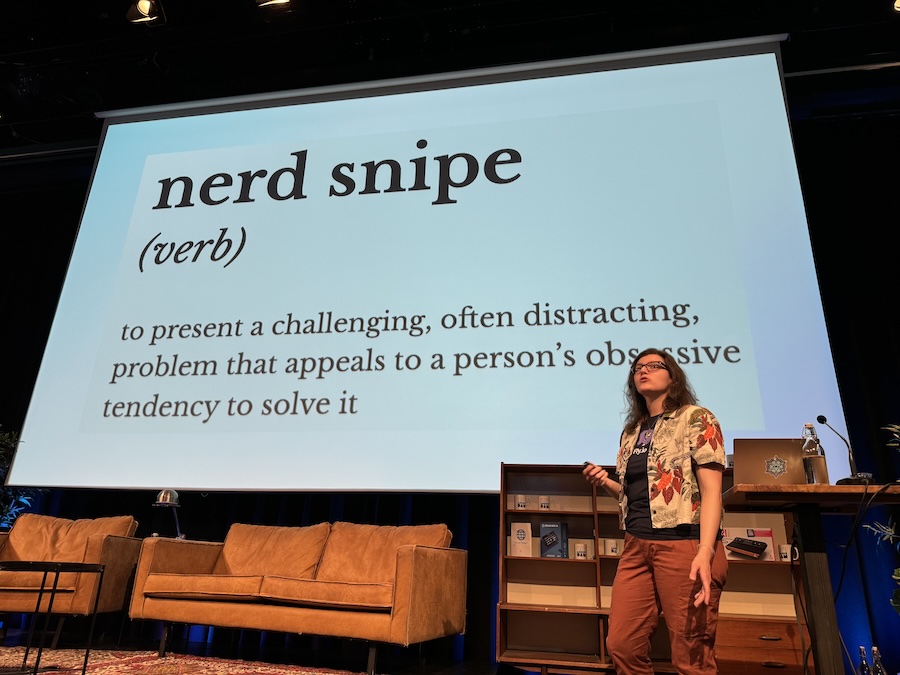 nerd snipe
(verb)
to present a challenging, often distracting,
problem that appeals to a person's obsessive
tendency to solve it